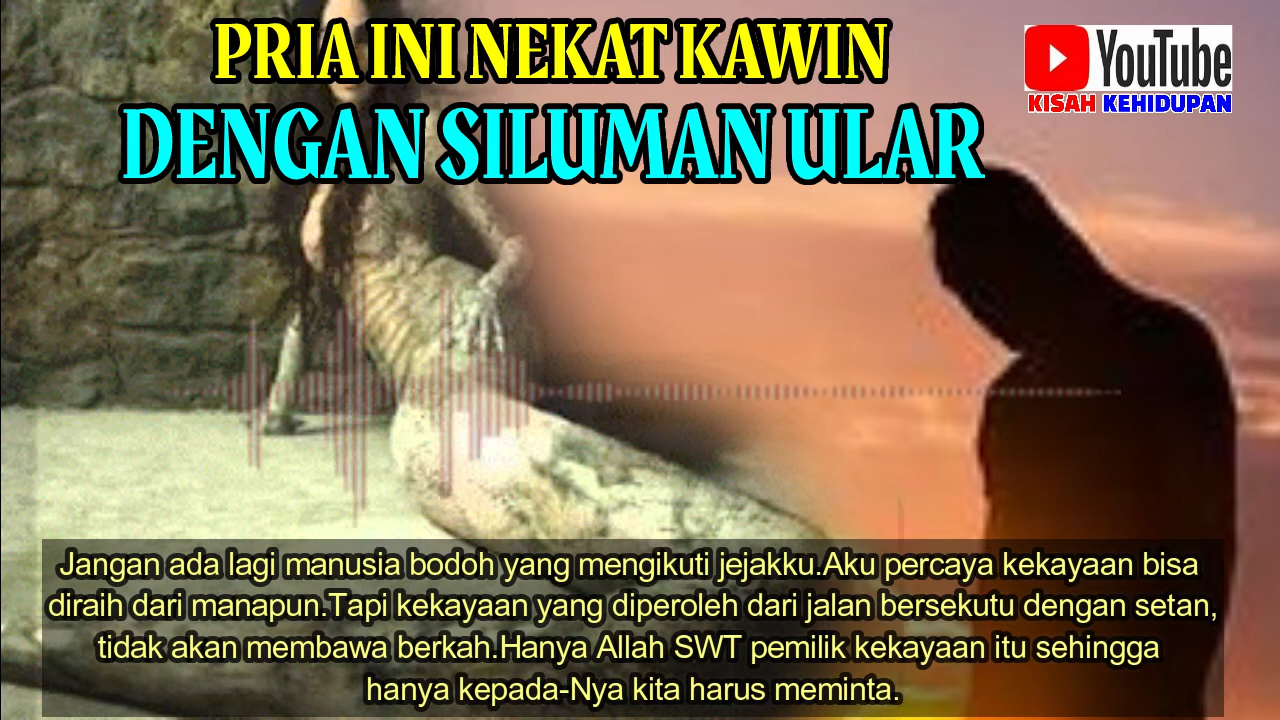 PRIA INI NEKAT KAWIN
DENGAN SILUMAN ULAR
YouTube
KISAH KEHIDUPAN
Jangan ada lagi manusia bodoh yang mengikuti jejakku.Aku percaya kekayaan bisa
diraih dari manapun.Tapi kekayaan yang diperoleh dari jalan bersekutu dengan setan,
tidak akan membawa berkah.Hanya Allah SWT pemilik kekayaan itu sehingga
hanya kepada-Nya kita harus meminta.